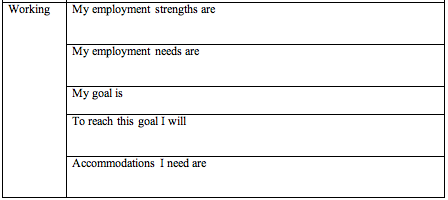 Working
My employment strengths are
My employment needs are
My goal is
To reach this goal I will
Accommodations I need are